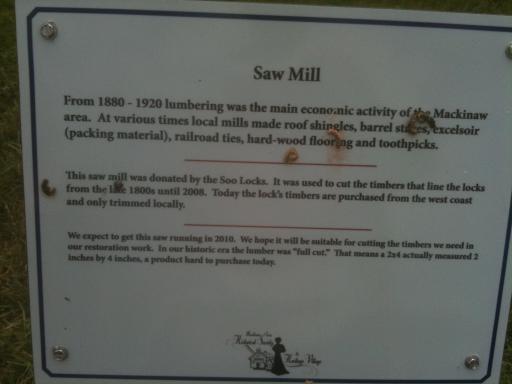 Saw Mill
From 1880 - 1920 lumbering was the main economic activity of the Mackinaw
area. At various times local mills made roof shingles, barrel staves, excelsoir
(packing material), railroad ties, hard-wood flooring and toothpicks.
This saw mill was donated by the Soo Locks. It was used to cut the timbers that line the locks
from the late 1800s until 2008. Today the lock's timbers are purchased from the west coast
and only trimmed locally.
We expect to get this saw running in 2010. We hope it will be suitable for cutting the timbers we need in
our restoration work. In our historic era the lumber was "full cut." That means a 2x4 actually measured 2
inches by 4 inches, a product hard to purchase today.
Mackinaw Area
Historical Society
Heritage Village